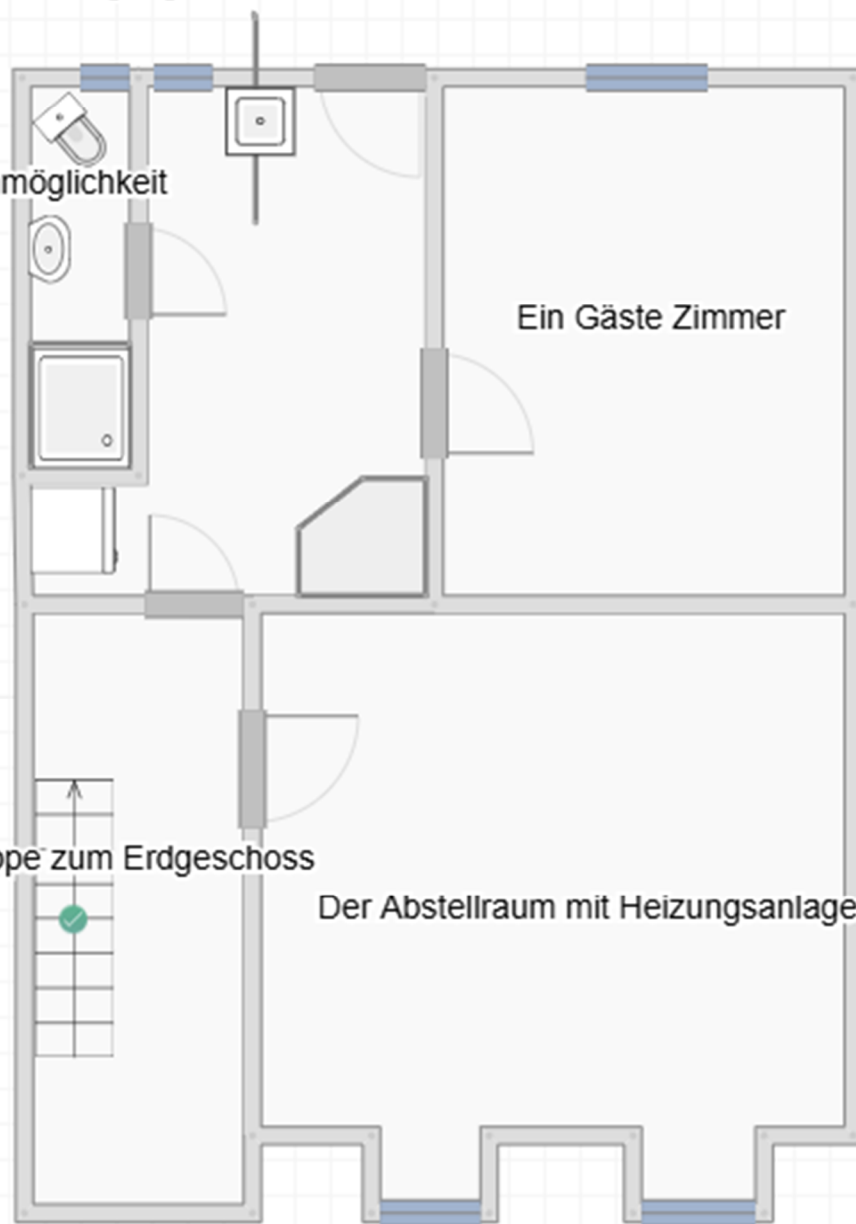 möglichkeit
Ein Gäste Zimmer
ppe zum Erdgeschoss
Der Abstellraum mit Heizungsanlage